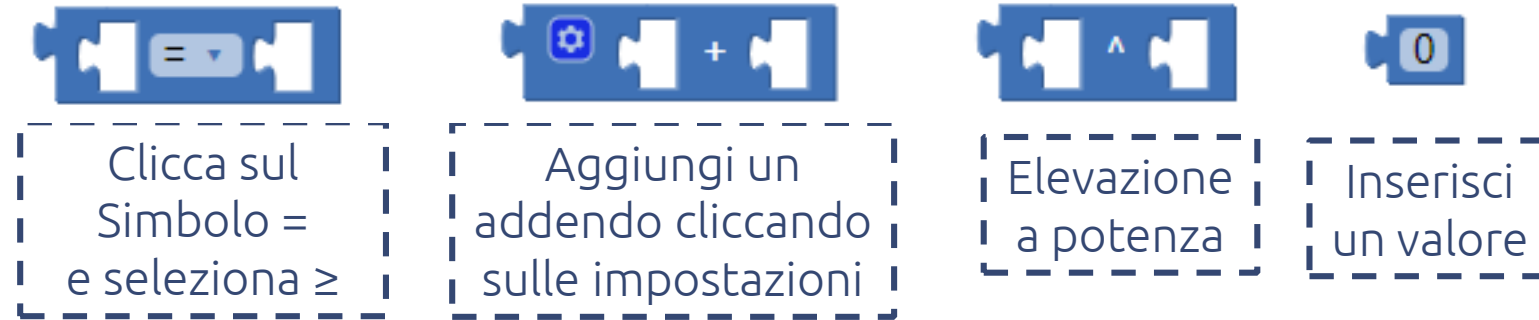 = ▾
+
^
0
Clicca sul
Simbolo =
e seleziona ≥
Aggiungi un
addendo cliccando
sulle impostazioni
Elevazione
a potenza
Inserisci
un valore